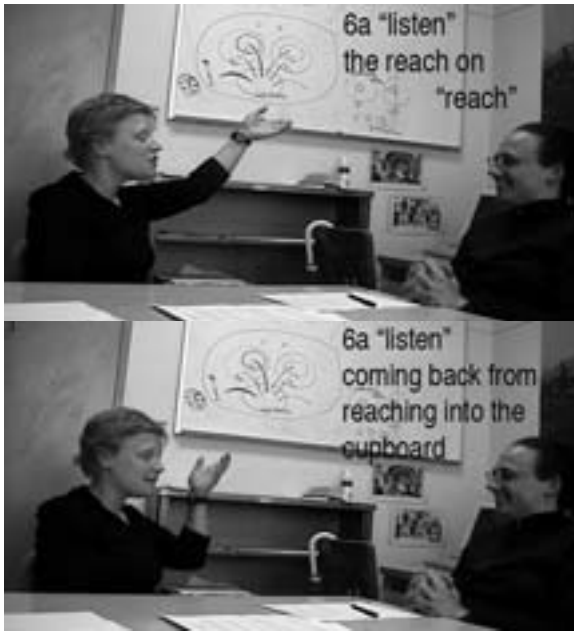 6a “listen”
the reach on
“reach”
6a “listen”
coming back from
reaching into the
cupboard